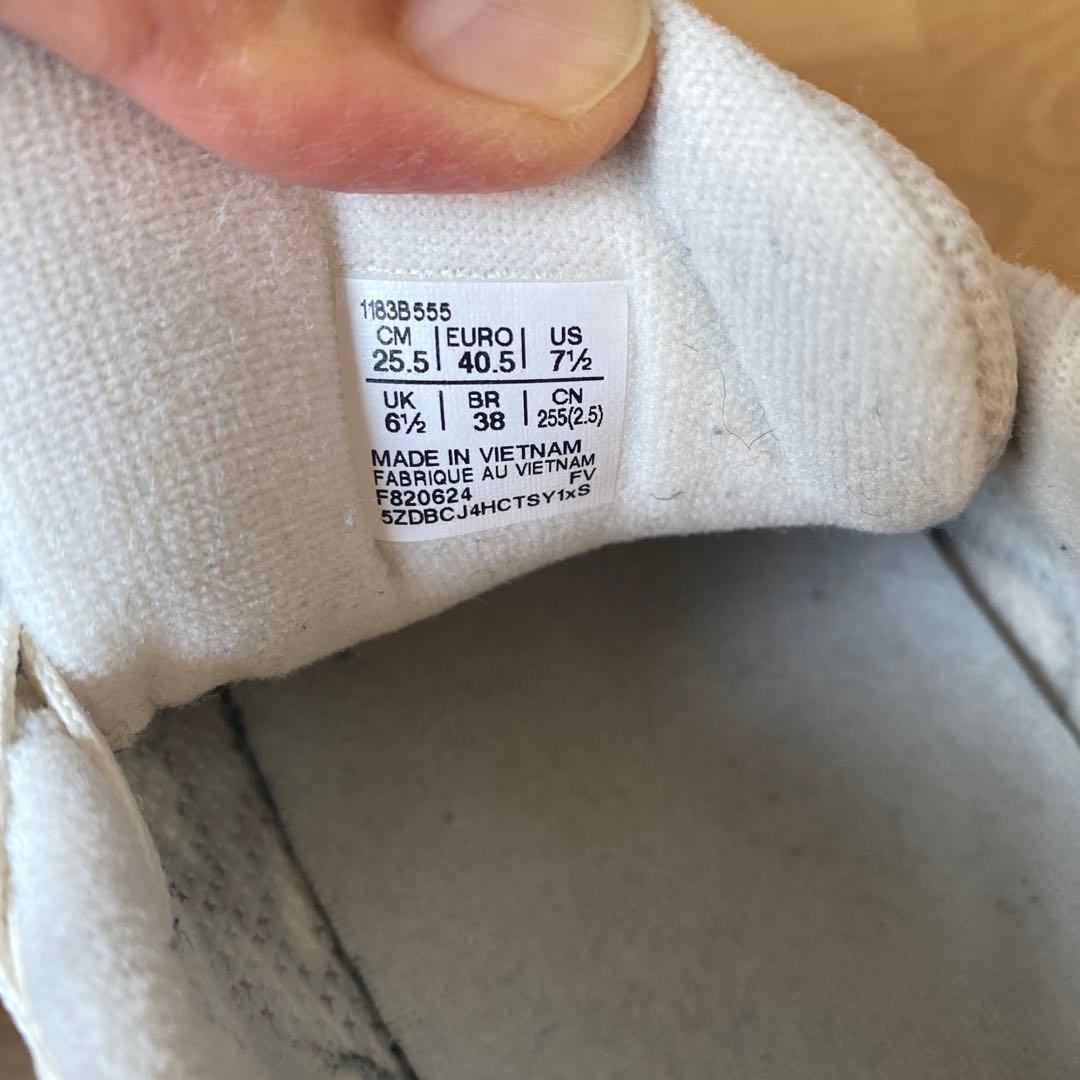 1183B555
CM | EURO | US
25.5 | 40.5 | 7½
UK | BR | CN
6½ | 38 | 255(2.5)
MADE IN VIETNAM
FABRIQUE AU VIETNAM
F820624 FV
5ZDBCJ4HCTSY1xS